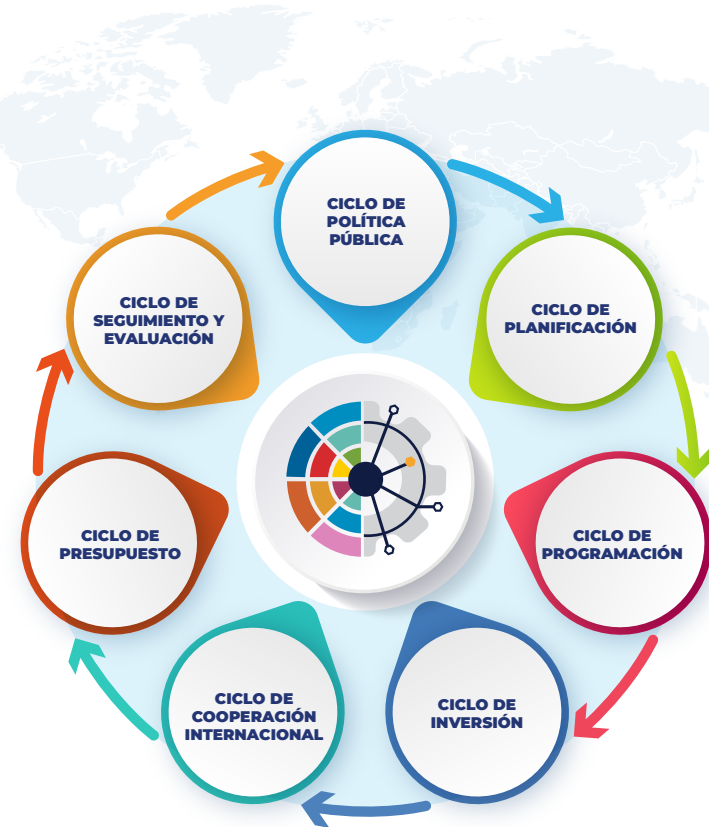 CICLO DE
POLÍTICA
PÚBLICA
CICLO DE
PLANIFICACIÓN
CICLO DE
PROGRAMACIÓN
CICLO DE
INVERSIÓN
CICLO DE
COOPERACIÓN
INTERNACIONAL
CICLO DE
PRESUPUESTO
CICLO DE
SEGUIMIENTO Y
EVALUACIÓN